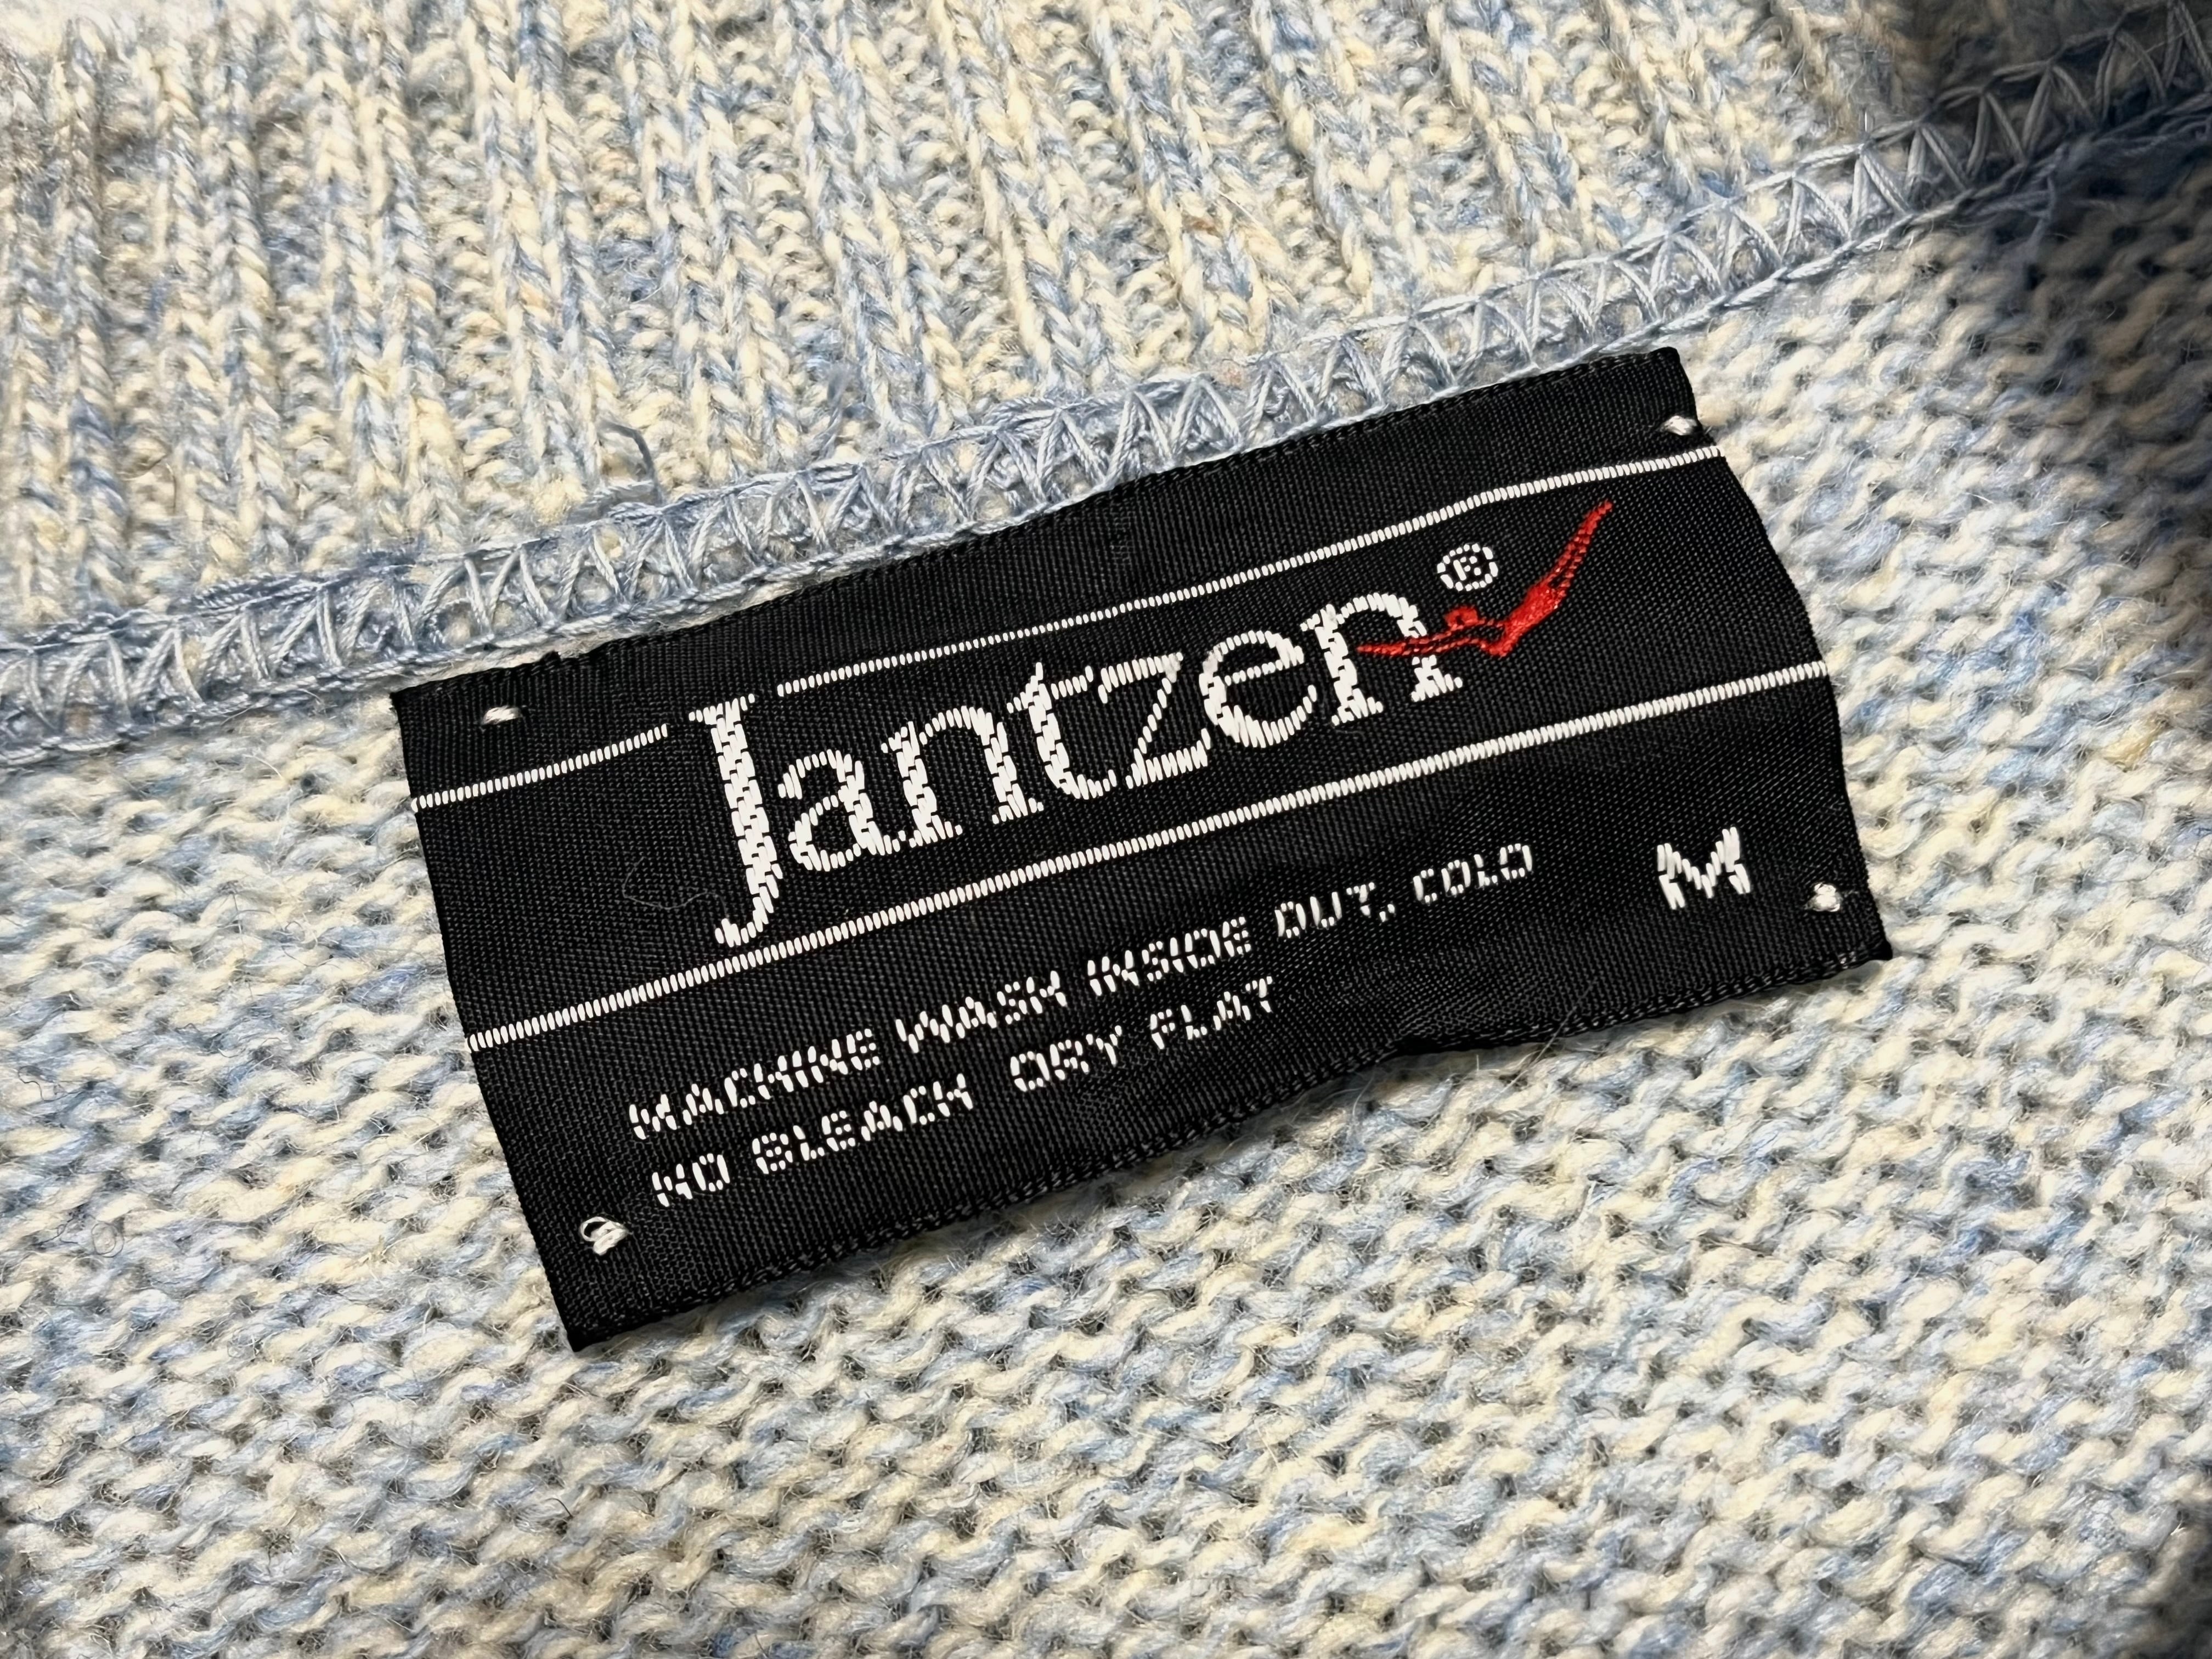 Jantzen®
MACHINE WASH INSIDE OUT, COLD
M
NO BLEACH DRY FLAT